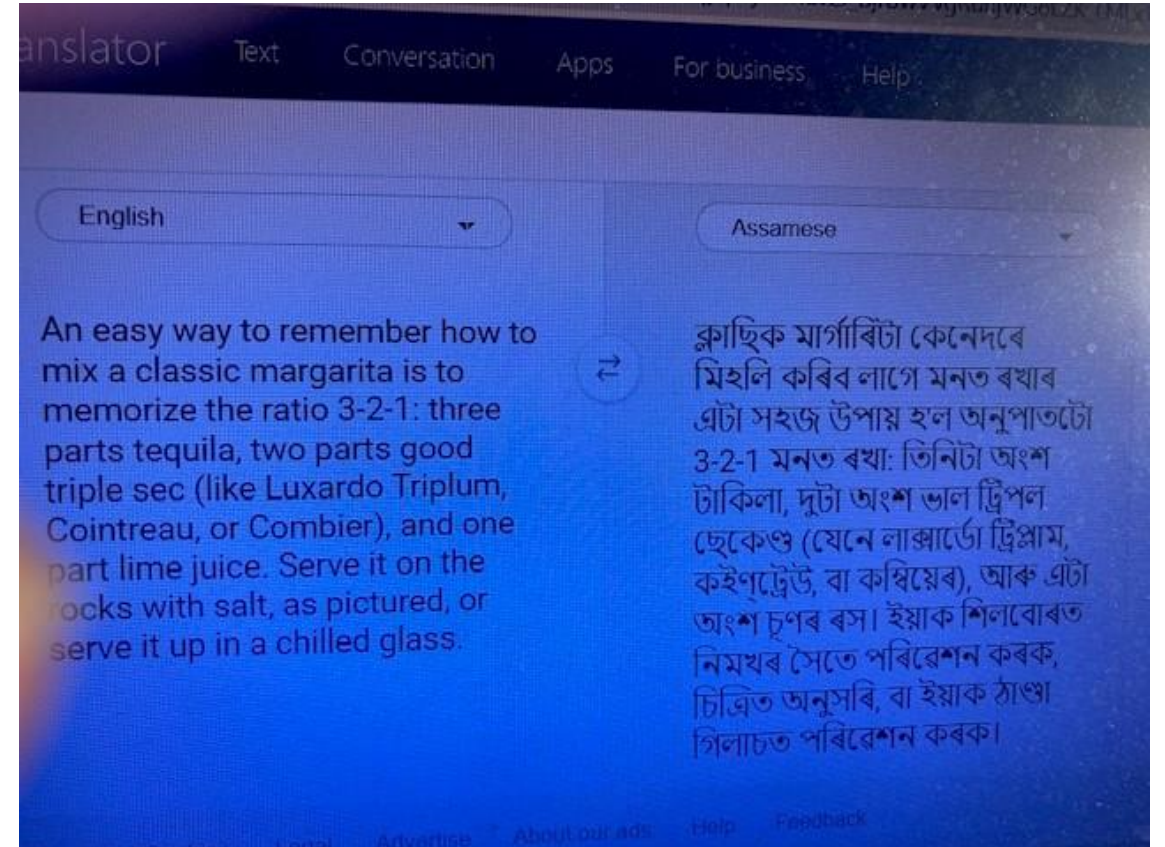 anslator Text Conversation Apps For business Help
English
An easy way to remember how to
mix a classic margarita is to
memorize the ratio 3-2-1: three
parts tequila, two parts good
triple sec (like Luxardo Triplum,
Cointreau, or Combier), and one
part lime juice. Serve it on the
rocks with salt, as pictured, or
serve it up in a chilled glass.
Assamese
ক্লাছিক মাৰ্গাৰিটা কেনেদৰে
মিহলি কৰিব লাগে মনত ৰখাৰ
এটা সহজ উপায় হ'ল অনুপাতটো
3-2-1 মনত ৰখা: তিনিটা অংশ
টাকিলা, দুটা অংশ ভাল ট্ৰিপল
ছেকেণ্ড (যেনে লাক্সাৰ্ডো ট্ৰিপ্লাম,
কইণ্ট্ৰেউ, বা কম্বিয়েৰ), আৰু এটা
অংশ চূণৰ ৰস। ইয়াক শিলবোৰত
নিমখৰ সৈতে পৰিৱেশন কৰক,
চিত্ৰিত অনুসৰি, বা ইয়াক ঠাণ্ডা
গিলাচত পৰিৱেশন কৰক।
Legal Advertise About our ads Help Feedback